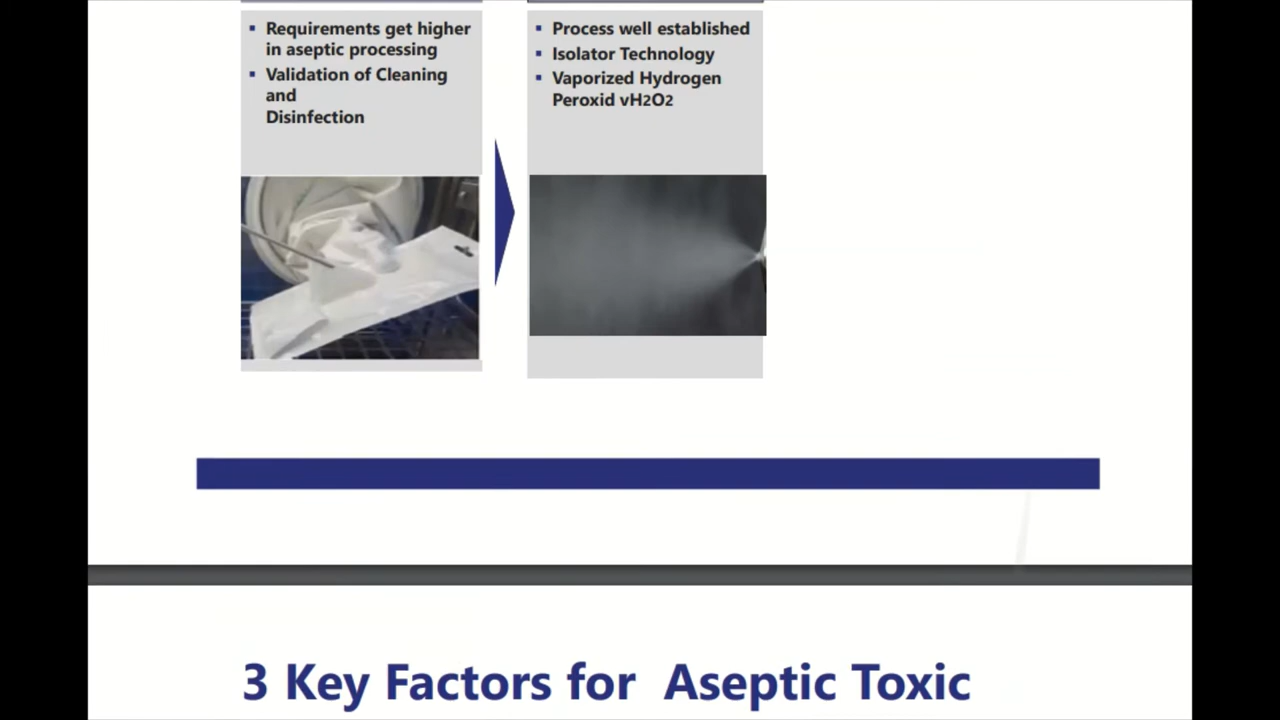 Requirements get higher
in aseptic processing
Validation of Cleaning
and
Disinfection
Process well established
Isolator Technology
Vaporized Hydrogen
Peroxid vH2O2
3 Key Factors for Aseptic Toxic